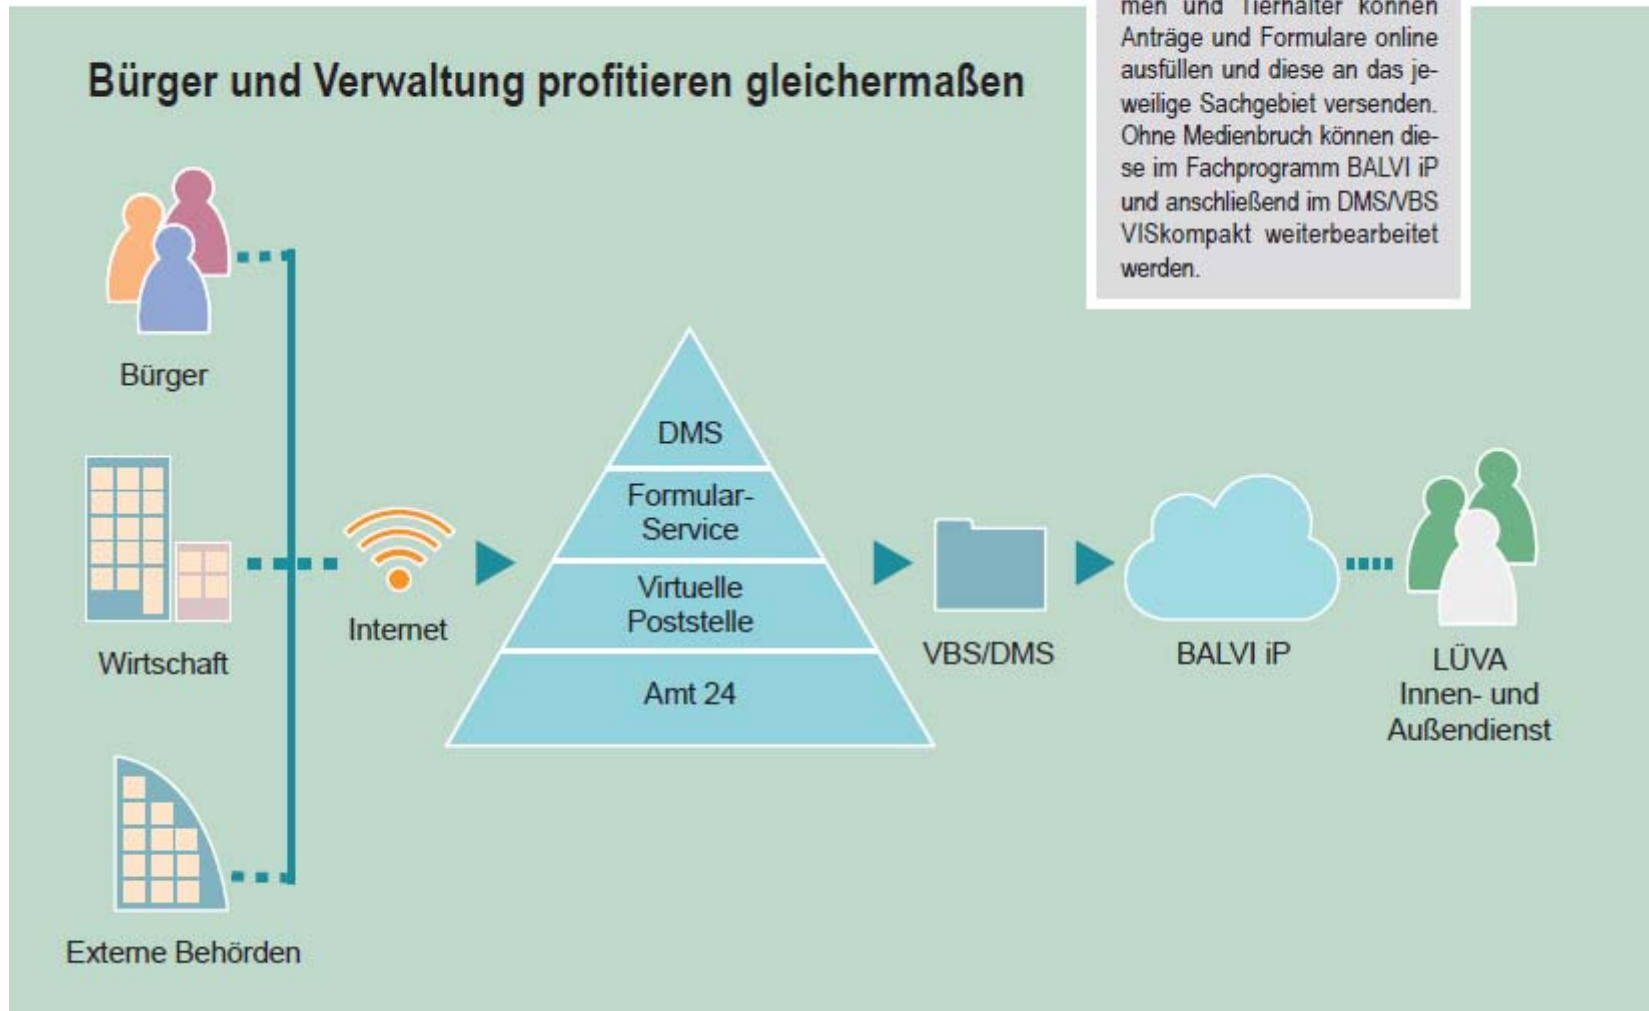 men und Tierhalter können
Anträge und Formulare online
ausfüllen und diese an das je-
weilige Sachgebiet versenden.
Ohne Medienbruch können die-
se im Fachprogramm BALVI iP
und anschließend im DMS/VBS
VISkompakt weiterbearbeitet
werden.
Bürger und Verwaltung profitieren gleichermaßen
Bürger
Wirtschaft
Externe Behörden
Internet
DMS
Formular-
Service
Virtuelle
Poststelle
Amt 24
VBS/DMS
BALVI iP
LÜVA
Innen- und
Außendienst